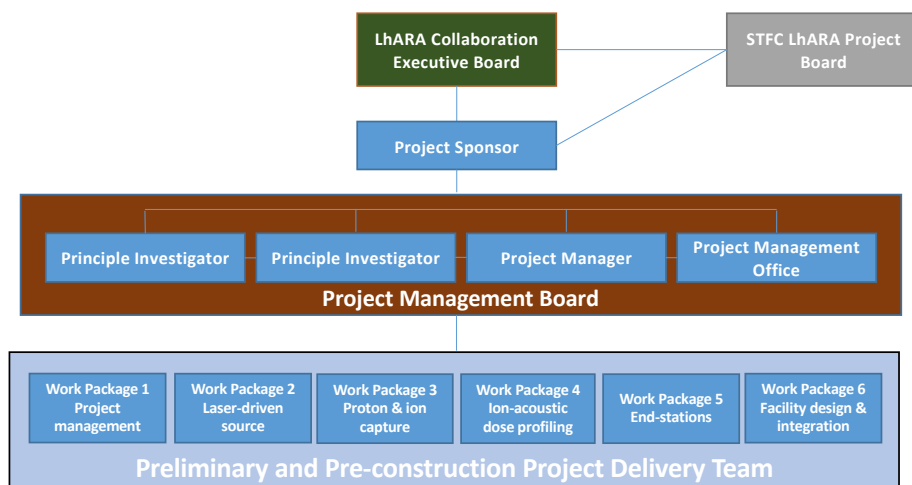 LhARA Collaboration
Executive Board
STFC LhARA Project
Board
Project Sponsor
Principle Investigator
Principle Investigator
Project Manager
Project Management
Office
Project Management Board
Work Package 1
Project
management
Work Package 2
Laser-driven
source
Work Package 3
Proton & ion
capture
Work Package 4
Ion-acoustic
dose profiling
Work Package 5
End-stations
Work Package 6
Facility design &
integration
Preliminary and Pre-construction Project Delivery Team